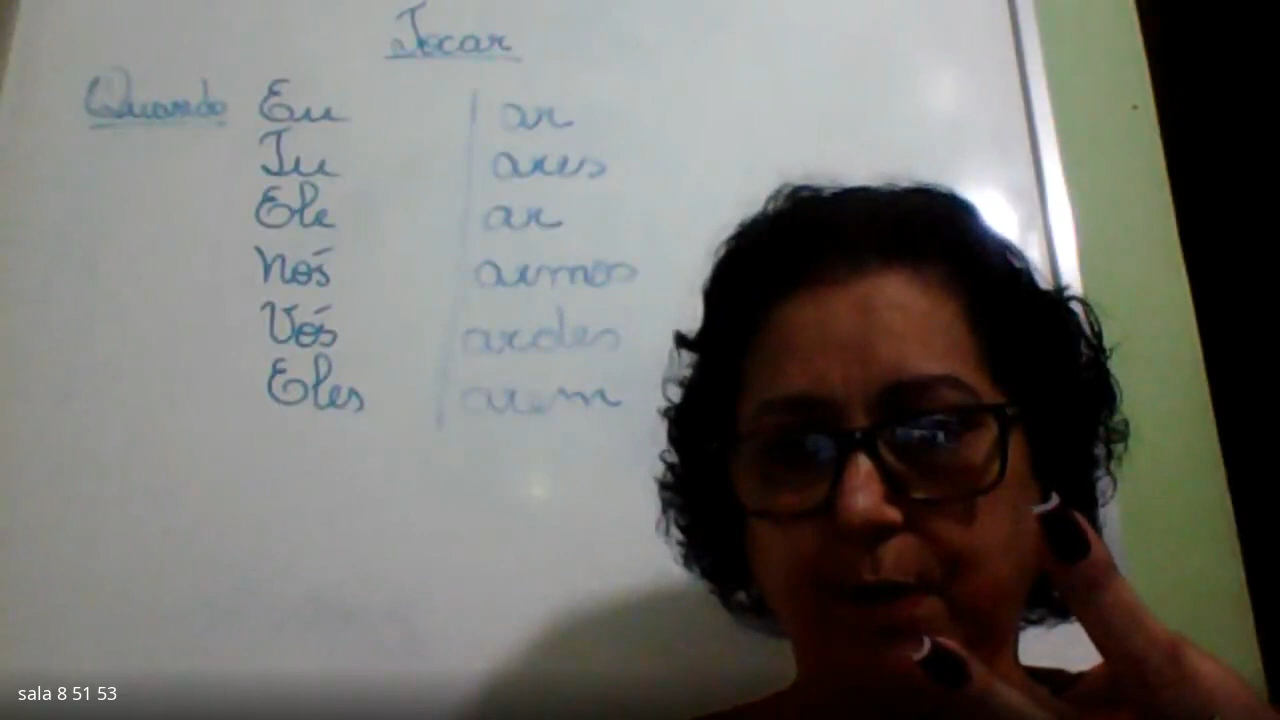 Tocar
Quando Eu | ar
Tu | ares
Ele | ar
Nós | armos
Vós | ardes
Eles | arem
sala 8 51 53